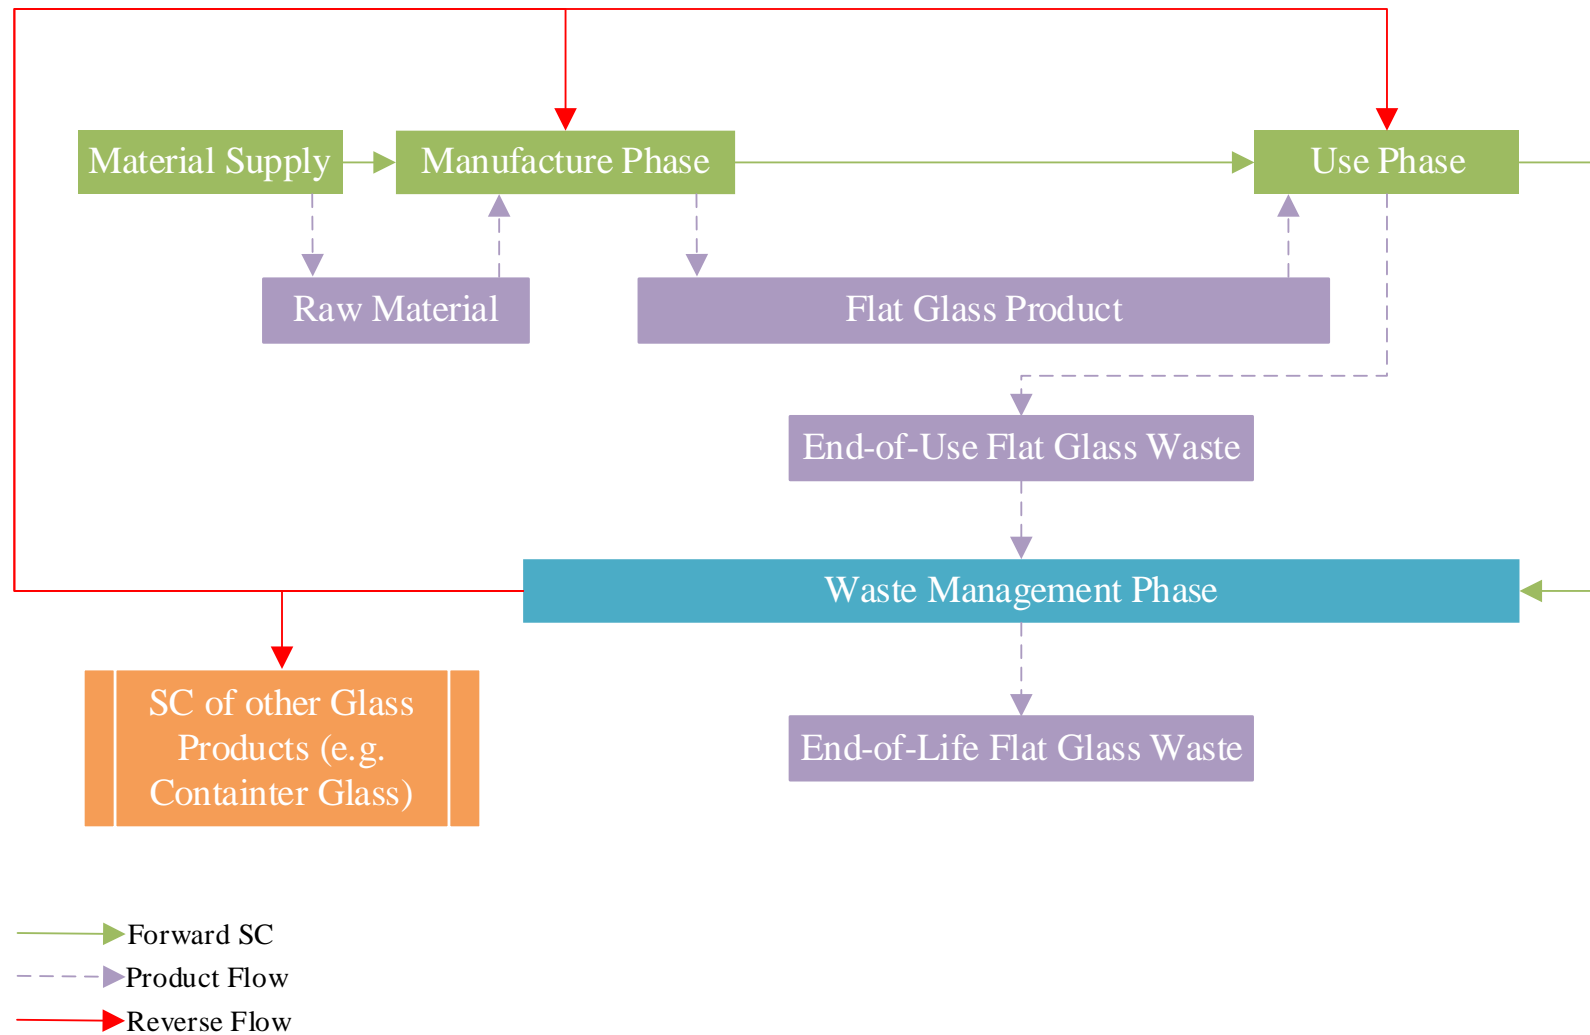 Material Supply
Manufacture Phase
Use Phase
Raw Material
Flat Glass Product
End-of-Use Flat Glass Waste
Waste Management Phase
SC of other Glass
Products (e.g.
Containter Glass)
End-of-Life Flat Glass Waste
Forward SC
Product Flow
Reverse Flow